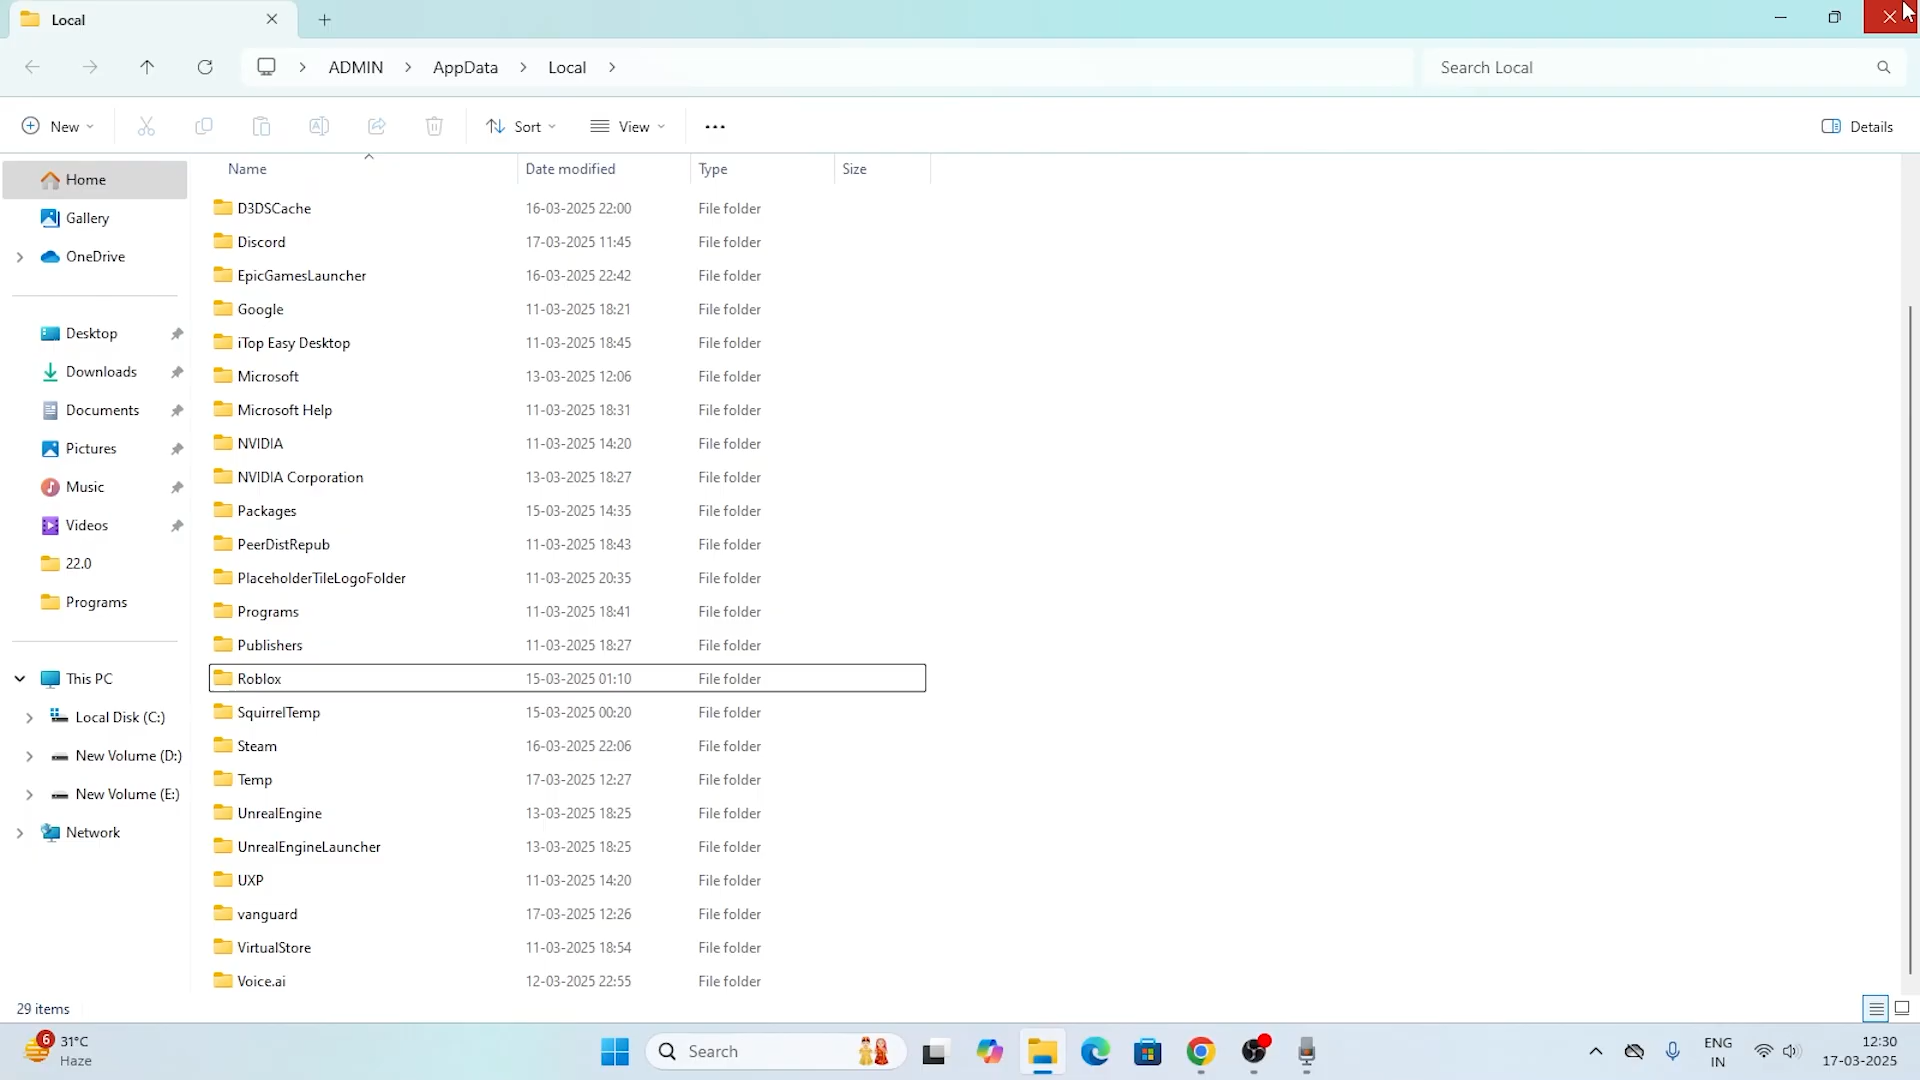 Local
ADMIN > AppData > Local >
Search Local
New
Sort
View
Details
Name Date modified Type Size
Home
Gallery
OneDrive
Desktop
Downloads
Documents
Pictures
Music
Videos
22.0
Programs
This PC
Local Disk (C:)
New Volume (D:)
New Volume (E:)
Network
D3DSCache 16-03-2025 22:00 File folder
Discord 17-03-2025 11:45 File folder
EpicGamesLauncher 16-03-2025 22:42 File folder
Google 11-03-2025 18:21 File folder
iTop Easy Desktop 11-03-2025 18:45 File folder
Microsoft 13-03-2025 12:06 File folder
Microsoft Help 11-03-2025 18:31 File folder
NVIDIA 11-03-2025 14:20 File folder
NVIDIA Corporation 13-03-2025 18:27 File folder
Packages 15-03-2025 14:35 File folder
PeerDistRepub 11-03-2025 18:43 File folder
PlaceholderTileLogoFolder 11-03-2025 20:35 File folder
Programs 11-03-2025 18:41 File folder
Publishers 11-03-2025 18:27 File folder
Roblox 15-03-2025 01:10 File folder
SquirrelTemp 15-03-2025 00:20 File folder
Steam 16-03-2025 22:06 File folder
Temp 17-03-2025 12:27 File folder
UnrealEngine 13-03-2025 18:25 File folder
UnrealEngineLauncher 13-03-2025 18:25 File folder
UXP 11-03-2025 14:20 File folder
vanguard 17-03-2025 12:26 File folder
VirtualStore 11-03-2025 18:54 File folder
Voice.ai 12-03-2025 22:55 File folder
29 items
6
31°C
Haze
Search
ENG
IN
12:30
17-03-2025